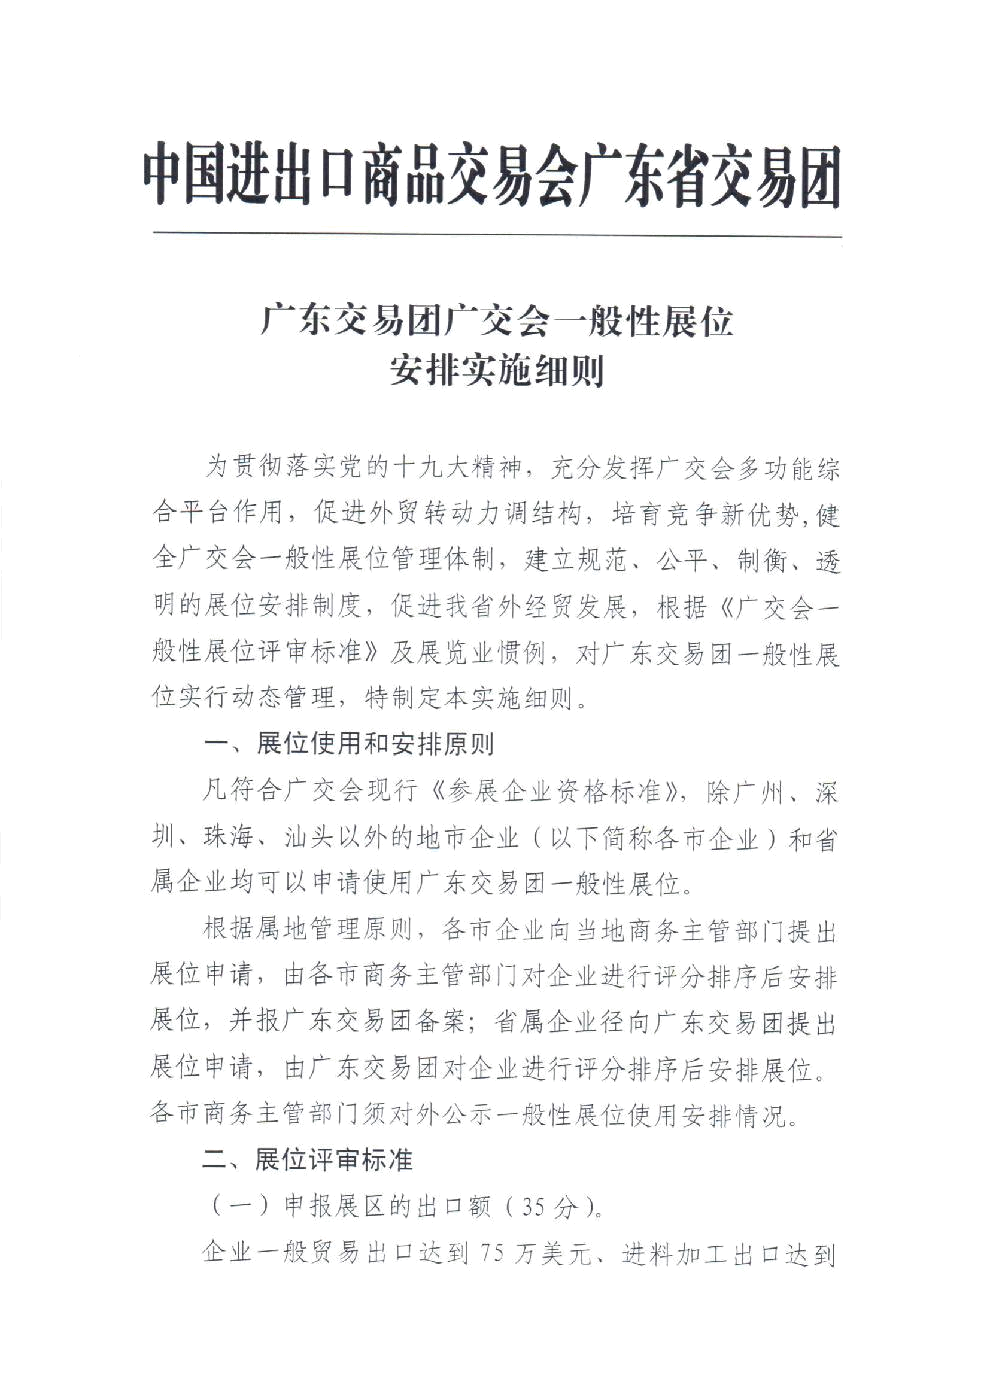 中国进出口商品交易会广东省交易团
广东交易团广交会一般性展位
安排实施细则
为贯彻落实党的十九大精神，充分发挥广交会多功能综
合平台作用，促进外贸转动力调结构，培育竞争新优势,健
全广交会一般性展位管理体制，建立规范、公平、制衡、透
明的展位安排制度，促进我省外经贸发展，根据《广交会一
般性展位评审标准》及展览业惯例，对广东交易团一般性展
位实行动态管理，特制定本实施细则。
一、展位使用和安排原则
凡符合广交会现行《参展企业资格标准》，除广州、深
圳、珠海、汕头以外的地市企业（以下简称各市企业）和省
属企业均可以申请使用广东交易团一般性展位。
根据属地管理原则，各市企业向当地商务主管部门提出
展位申请，由各市商务主管部门对企业进行评分排序后安排
展位，并报广东交易团备案；省属企业径向广东交易团提出
展位申请，由广东交易团对企业进行评分排序后安排展位。
各市商务主管部门须对外公示一般性展位使用安排情况。
二、展位评审标准
（一）申报展区的出口额（35分）。
企业一般贸易出口达到75万美元、进料加工出口达到